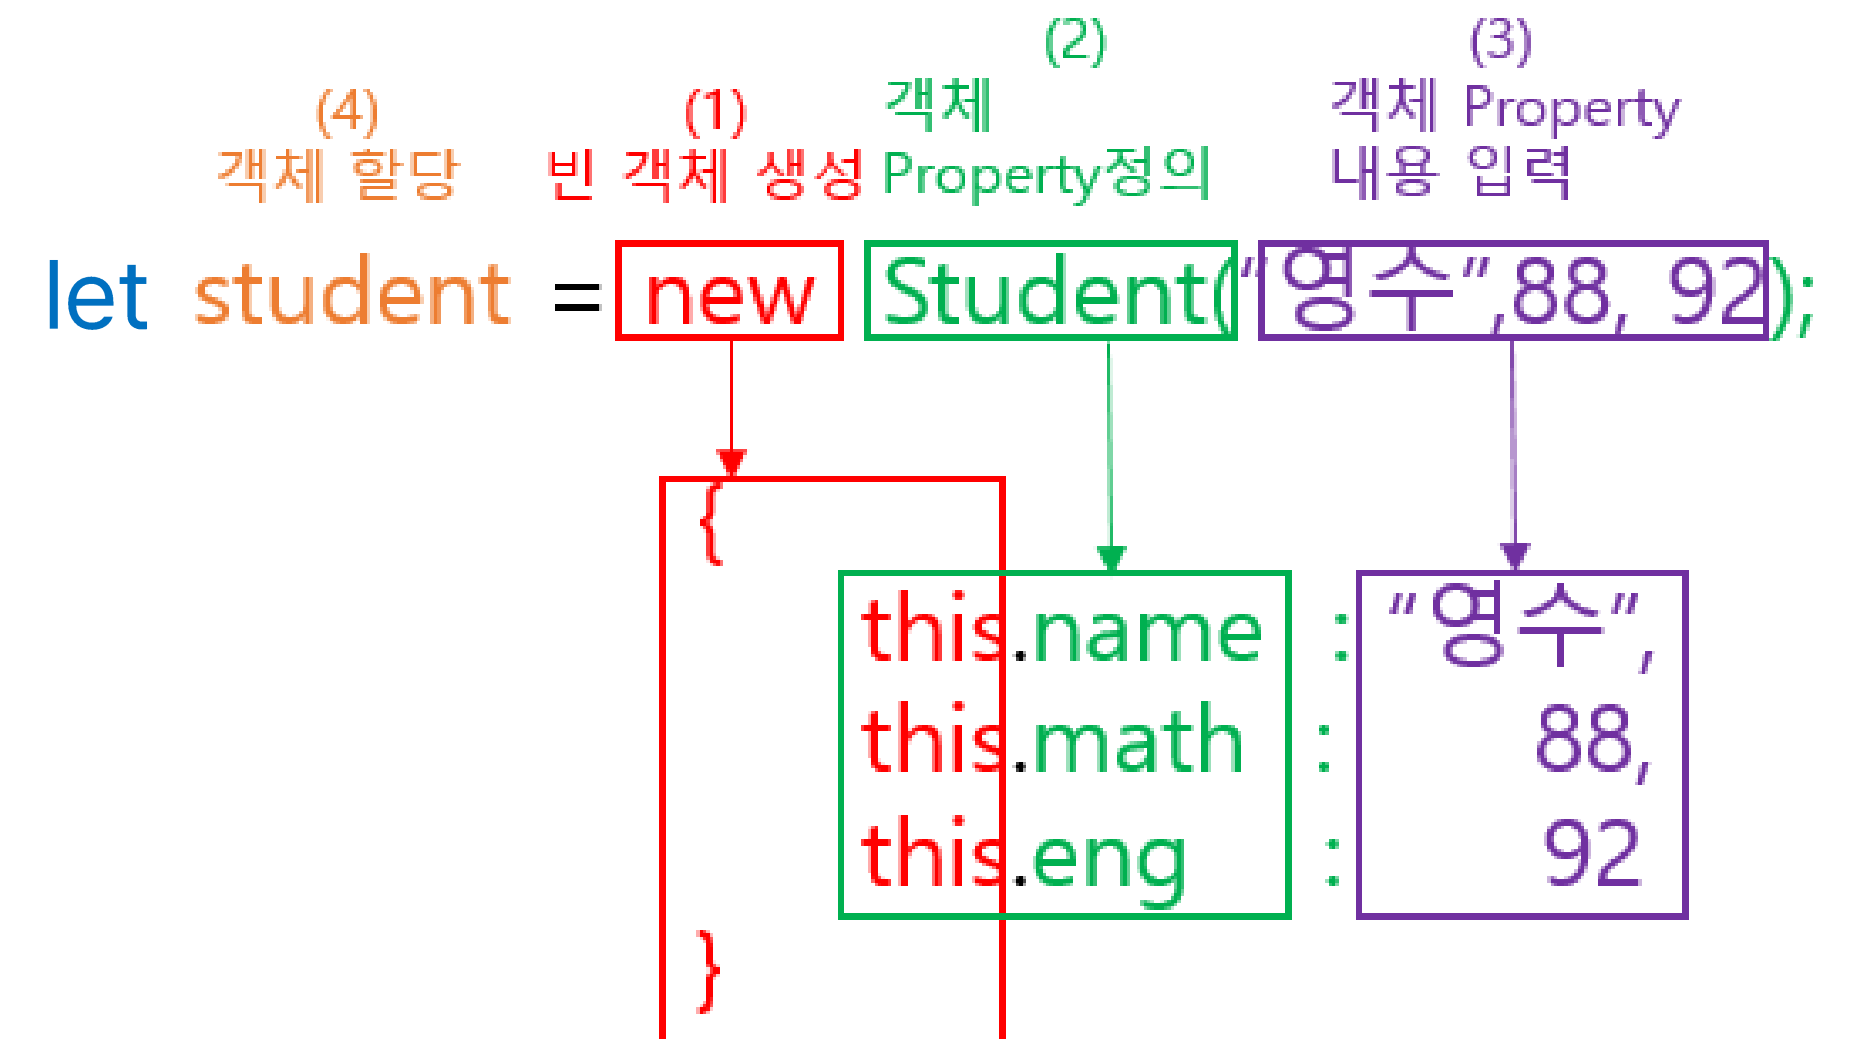 (4)
객체 할당
(1)
빈 객체 생성
(2)
객체
Property정의
(3)
객체 Property
내용 입력
let student = new Student("영수",88, 92);
{
this.name : "영수",
this.math : 88,
this.eng : 92
}